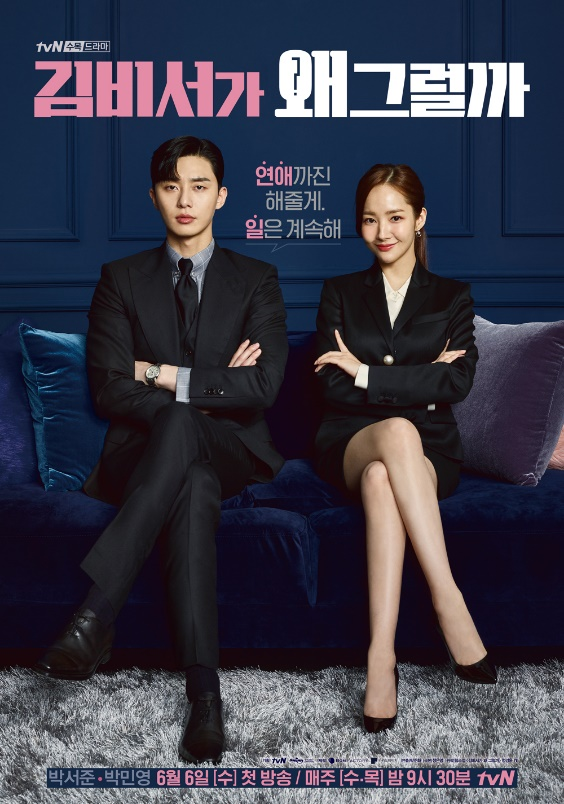 tvN 수목 드라마
김비서가 왜그럴까
연애까진
해줄게.
일은 계속해
박서준 · 박민영 6월 6일 [수] 첫 방송 / 매주 [수·목] 밤 9시 30분 tvN